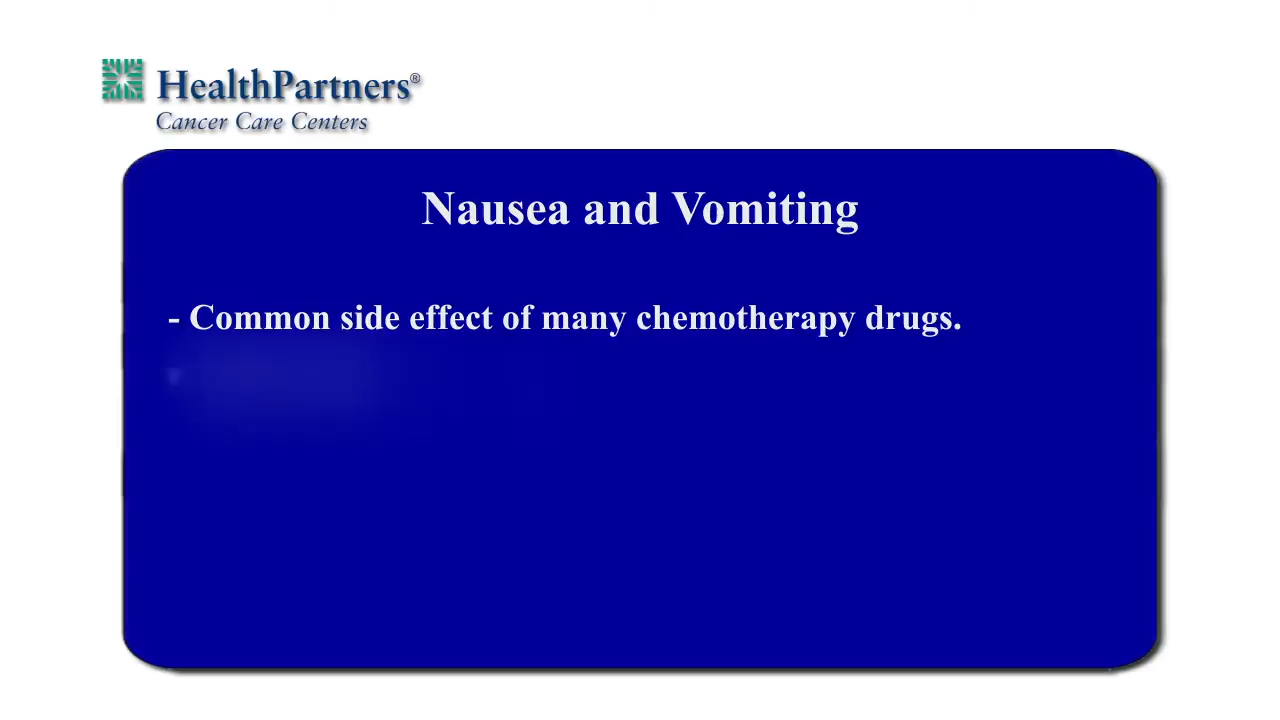 HealthPartners®
Cancer Care Centers
Nausea and Vomiting
- Common side effect of many chemotherapy drugs.